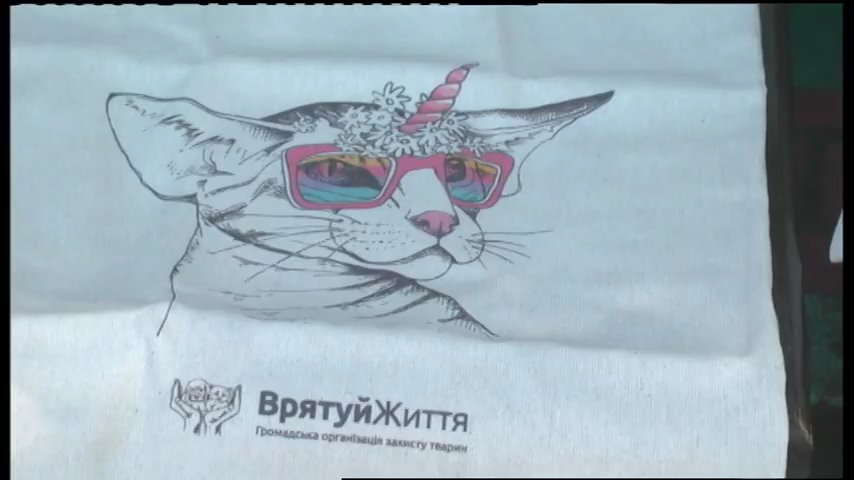 ВрятуйЖиття
Громадська організація захисту тварин